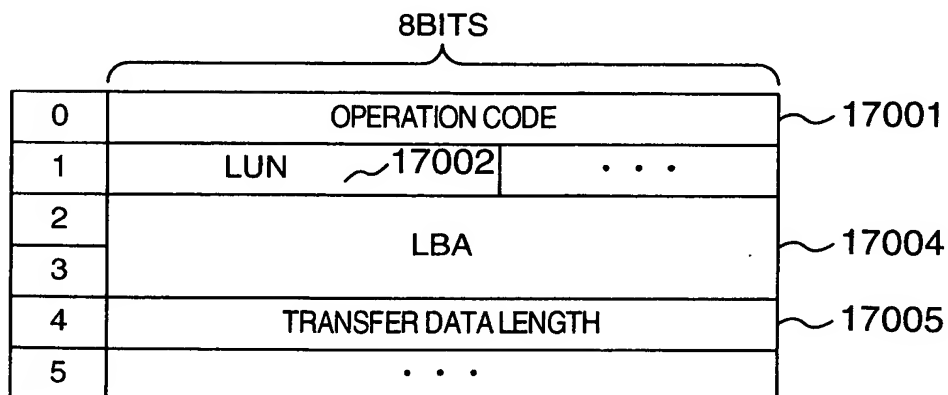 8BITS
0 OPERATION CODE 17001
1 LUN 17002 . . .
2
LBA 17004
3
4 TRANSFER DATA LENGTH 17005
5 . . .